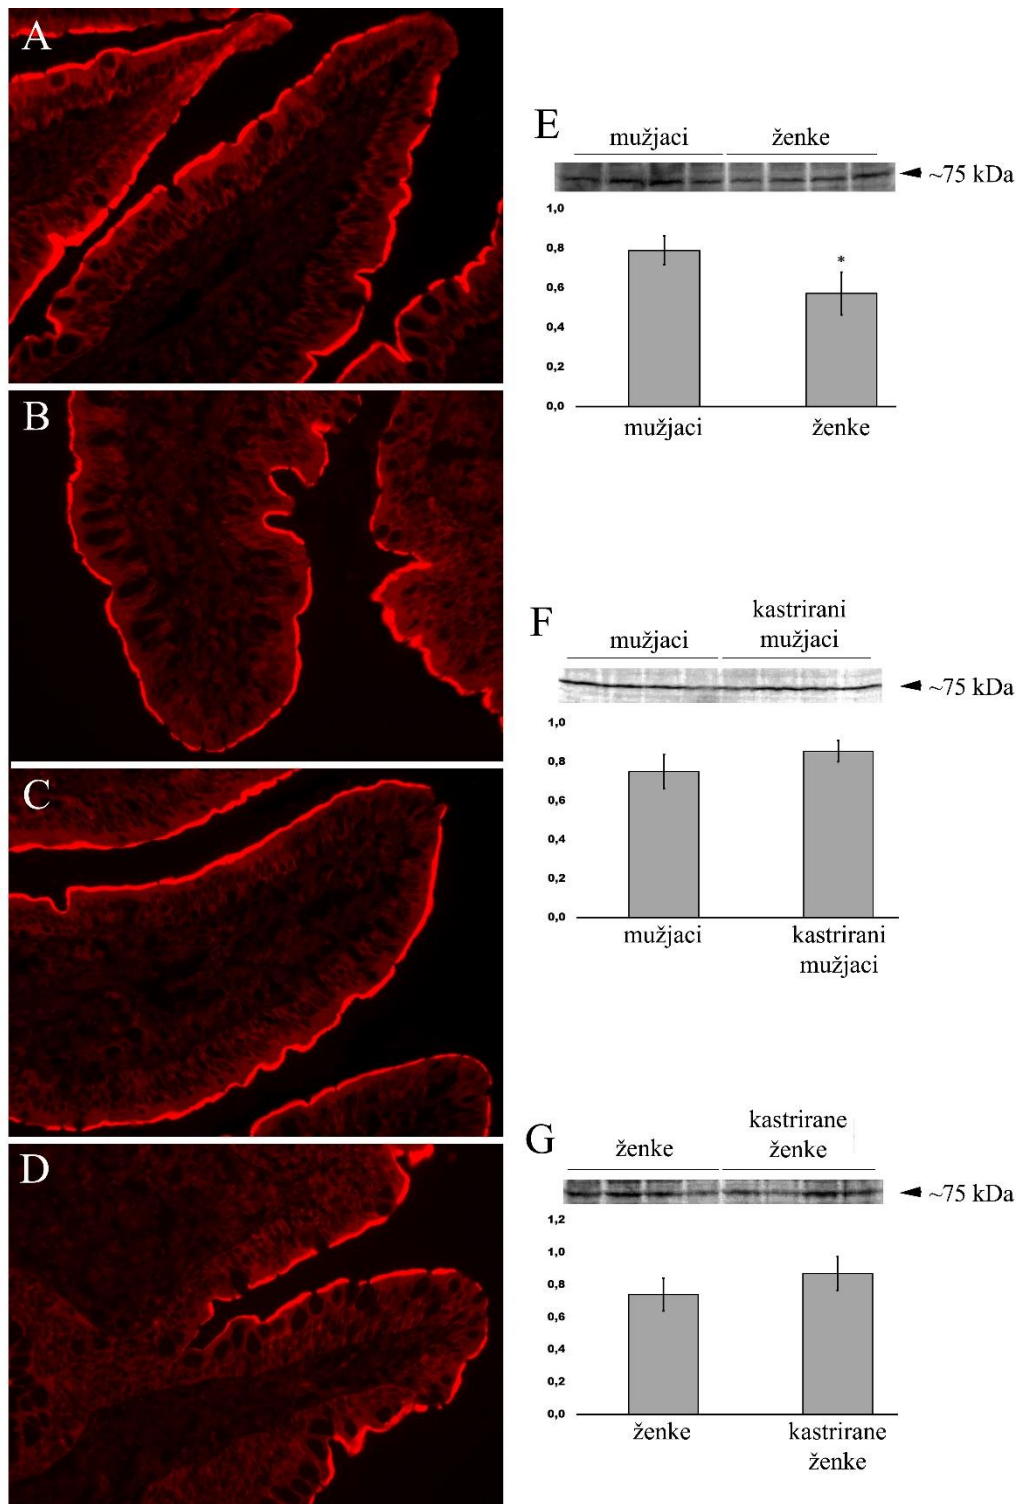 A
B
C
D
E
mužjaci ženke
~75 kDa
1,0
0,8
0,6
0,4
0,2
0,0
*
mužjaci ženke
F
mužjaci
kastrirani
mužjaci
~75 kDa
1,0
0,8
0,6
0,4
0,2
0,0
mužjaci
kastrirani
mužjaci
G
ženke
kastrirane
ženke
~75 kDa
1,2
1,0
0,8
0,6
0,4
0,2
0,0
ženke
kastrirane
ženke